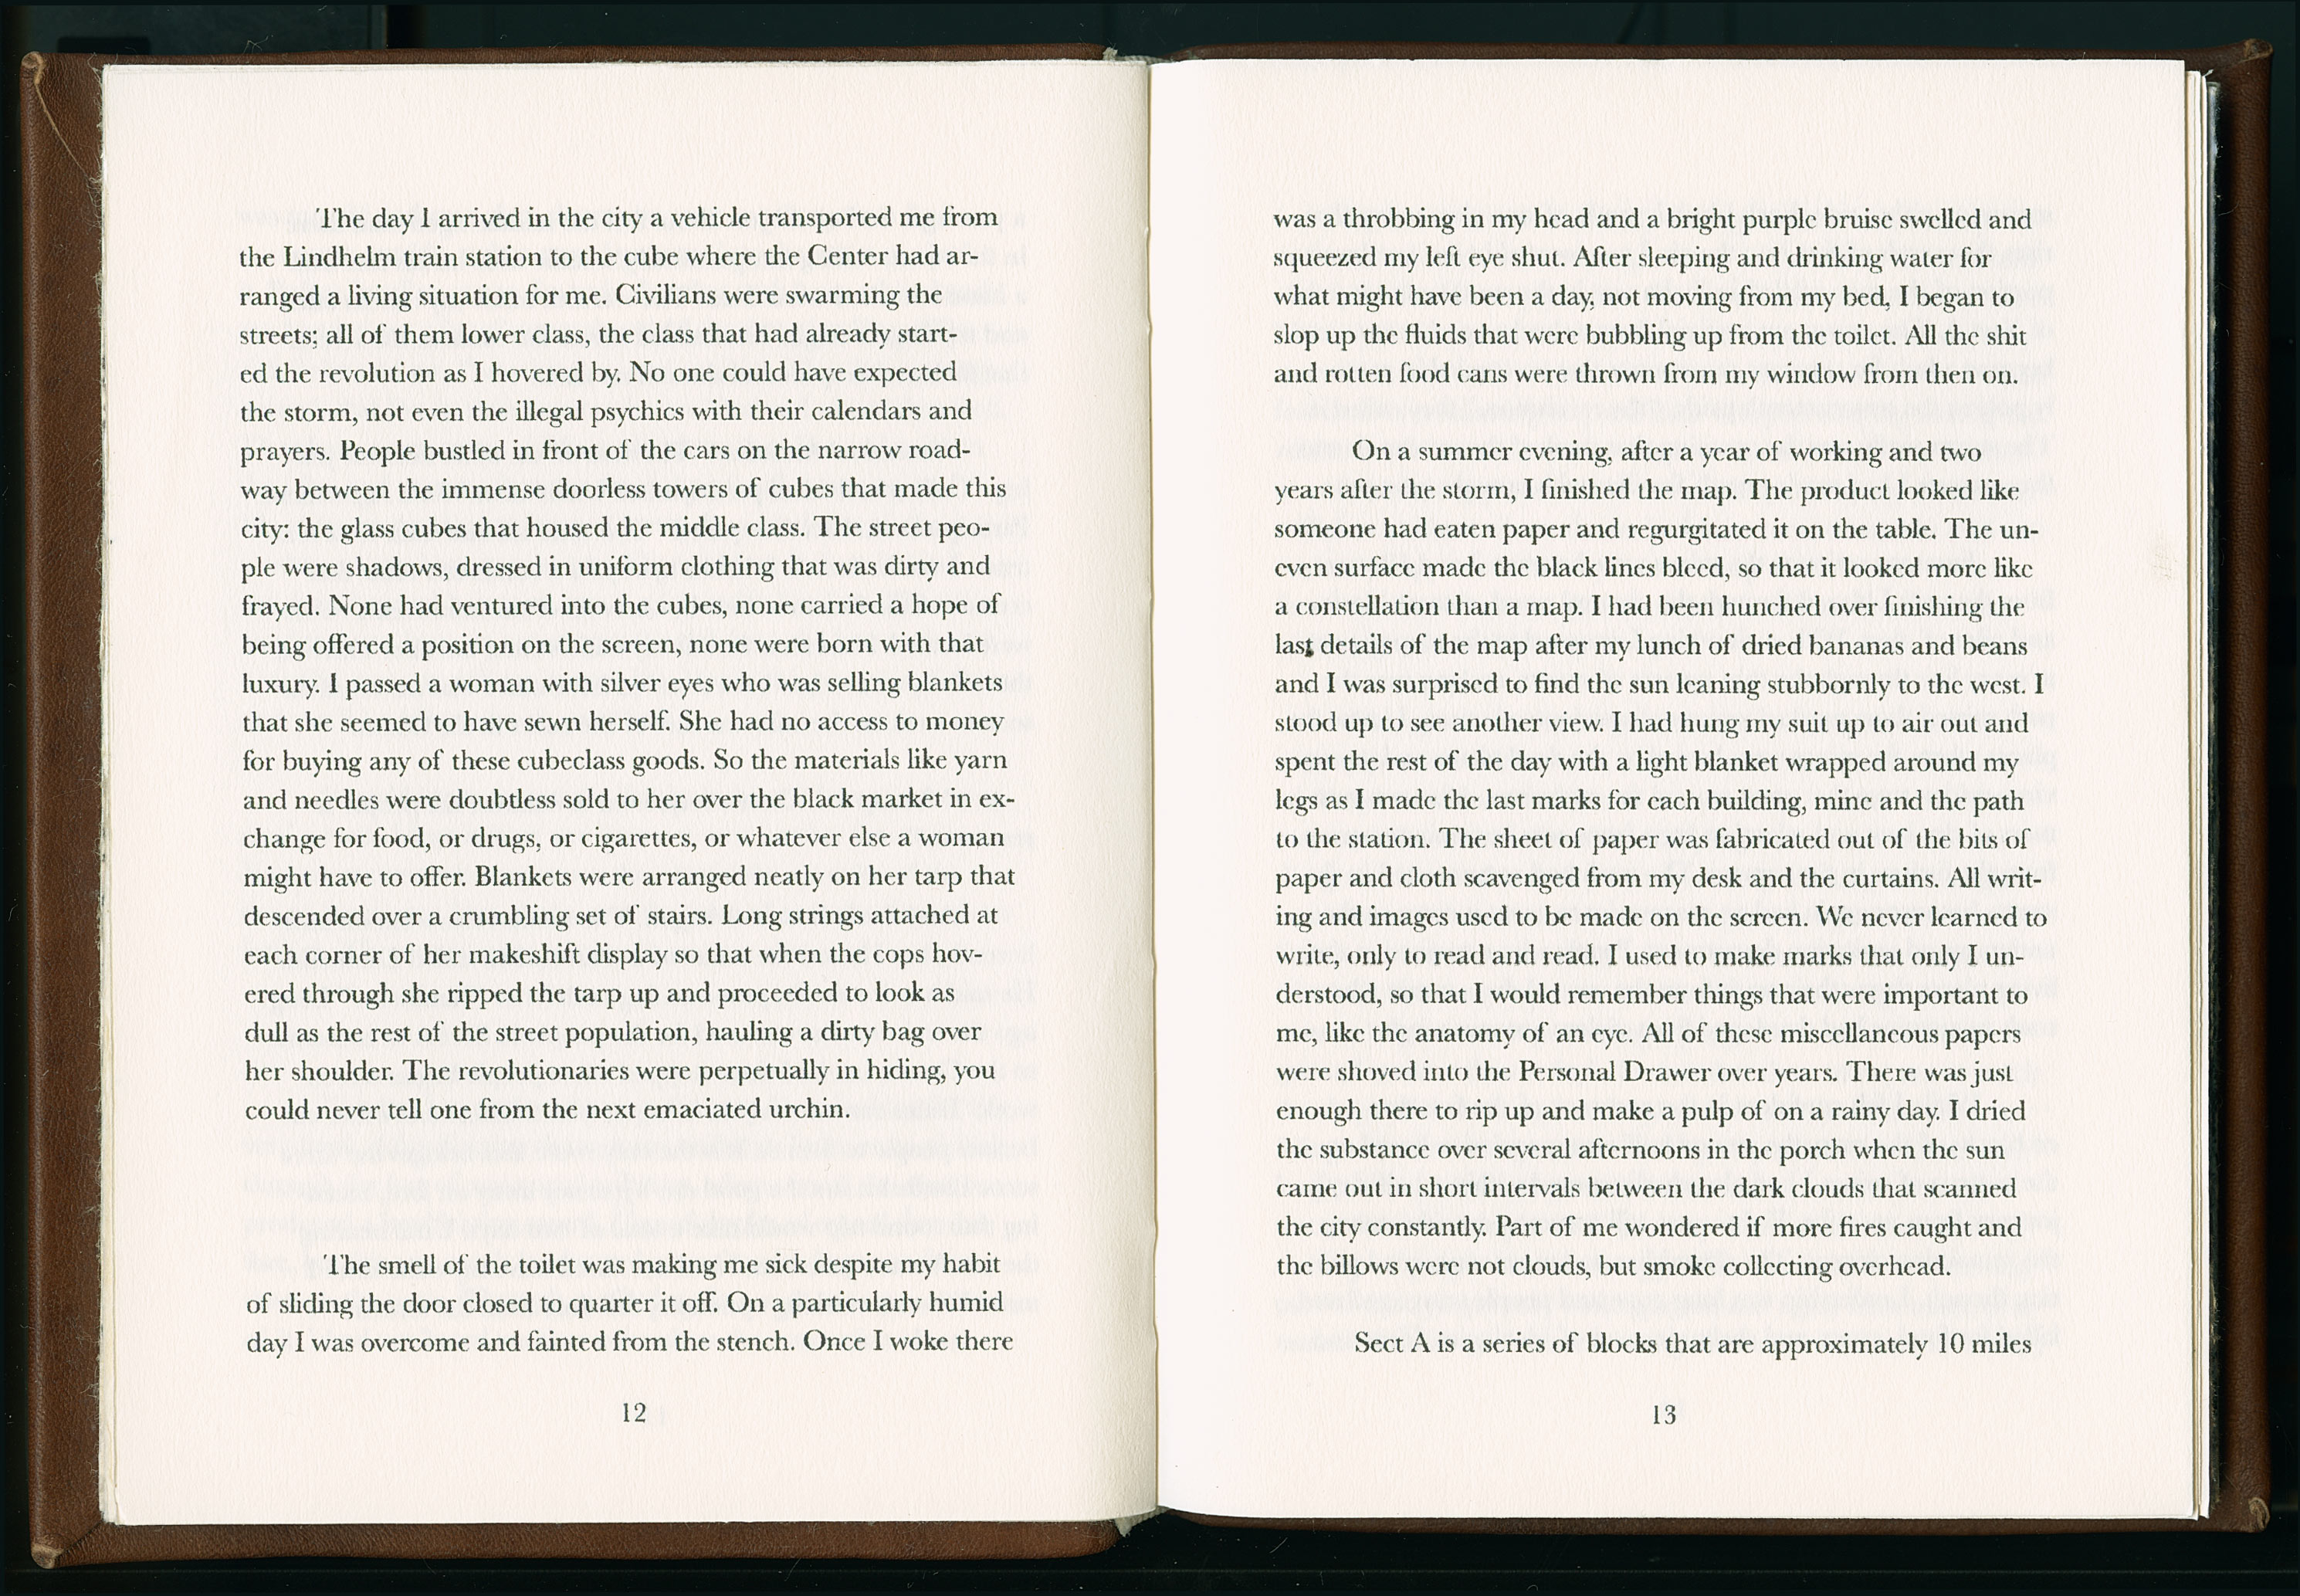 The day I arrived in the city a vehicle transported me from
the Lindhelm train station to the cube where the Center had ar-
ranged a living situation for me. Civilians were swarming the
streets; all of them lower class, the class that had already start-
ed the revolution as I hovered by. No one could have expected
the storm, not even the illegal psychics with their calendars and
prayers. People bustled in front of the cars on the narrow road-
way between the immense doorless towers of cubes that made this
city: the glass cubes that housed the middle class. The street peo-
ple were shadows, dressed in uniform clothing that was dirty and
frayed. None had ventured into the cubes, none carried a hope of
being offered a position on the screen, none were born with that
luxury. I passed a woman with silver eyes who was selling blankets
that she seemed to have sewn herself. She had no access to money
for buying any of these cubeclass goods. So the materials like yarn
and needles were doubtless sold to her over the black market in ex-
change for food, or drugs, or cigarettes, or whatever else a woman
might have to offer. Blankets were arranged neatly on her tarp that
descended over a crumbling set of stairs. Long strings attached at
each corner of her makeshift display so that when the cops hov-
ered through she ripped the tarp up and proceeded to look as
dull as the rest of the street population, hauling a dirty bag over
her shoulder. The revolutionaries were perpetually in hiding, you
could never tell one from the next emaciated urchin.
The smell of the toilet was making me sick despite my habit
of sliding the door closed to quarter it off. On a particularly humid
day I was overcome and fainted from the stench. Once I woke there
12
was a throbbing in my head and a bright purple bruise swelled and
squeezed my left eye shut. After sleeping and drinking water for
what might have been a day, not moving from my bed, I began to
slop up the fluids that were bubbling up from the toilet. All the shit
and rotten food cans were thrown from my window from then on.
On a summer evening, after a year of working and two
years after the storm, I finished the map. The product looked like
someone had eaten paper and regurgitated it on the table. The un-
even surface made the black lines bleed, so that it looked more like
a constellation than a map. I had been hunched over finishing the
last details of the map after my lunch of dried bananas and beans
and I was surprised to find the sun leaning stubbornly to the west. I
stood up to see another view. I had hung my suit up to air out and
spent the rest of the day with a light blanket wrapped around my
legs as I made the last marks for each building, mine and the path
to the station. The sheet of paper was fabricated out of the bits of
paper and cloth scavenged from my desk and the curtains. All writ-
ing and images used to be made on the screen. We never learned to
write, only to read and read. I used to make marks that only I un-
derstood, so that I would remember things that were important to
me, like the anatomy of an eye. All of these miscellaneous papers
were shoved into the Personal Drawer over years. There was just
enough there to rip up and make a pulp of on a rainy day. I dried
the substance over several afternoons in the porch when the sun
came out in short intervals between the dark clouds that scanned
the city constantly. Part of me wondered if more fires caught and
the billows were not clouds, but smoke collecting overhead.
Sect A is a series of blocks that are approximately 10 miles
13